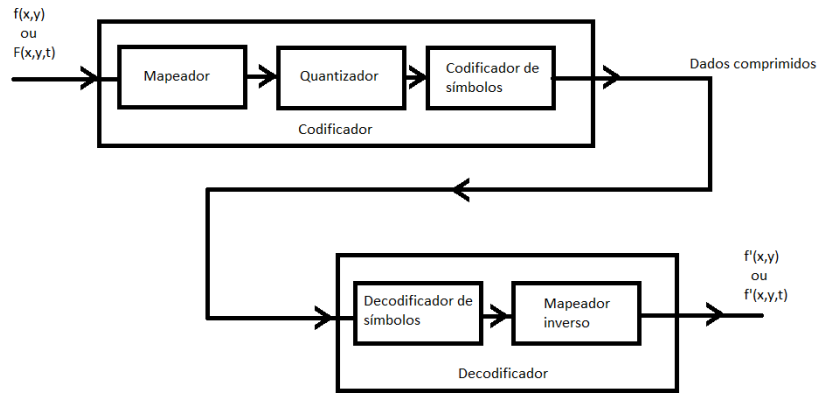 f(x,y)
ou
F(x,y,t)
Mapeador
Quantizador
Codificador de
símbolos
Codificador
Dados comprimidos
Decodificador de
símbolos
Mapeador
inverso
Decodificador
f'(x,y)
ou
f'(x,y,t)